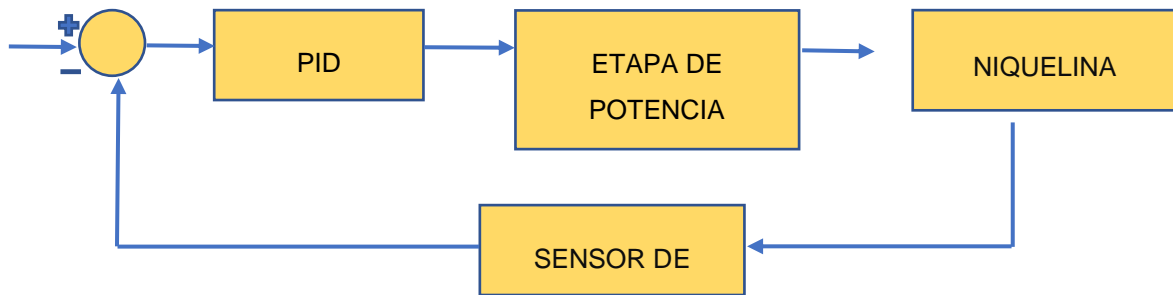 +
−
PID
ETAPA DE
POTENCIA
NIQUELINA
SENSOR DE